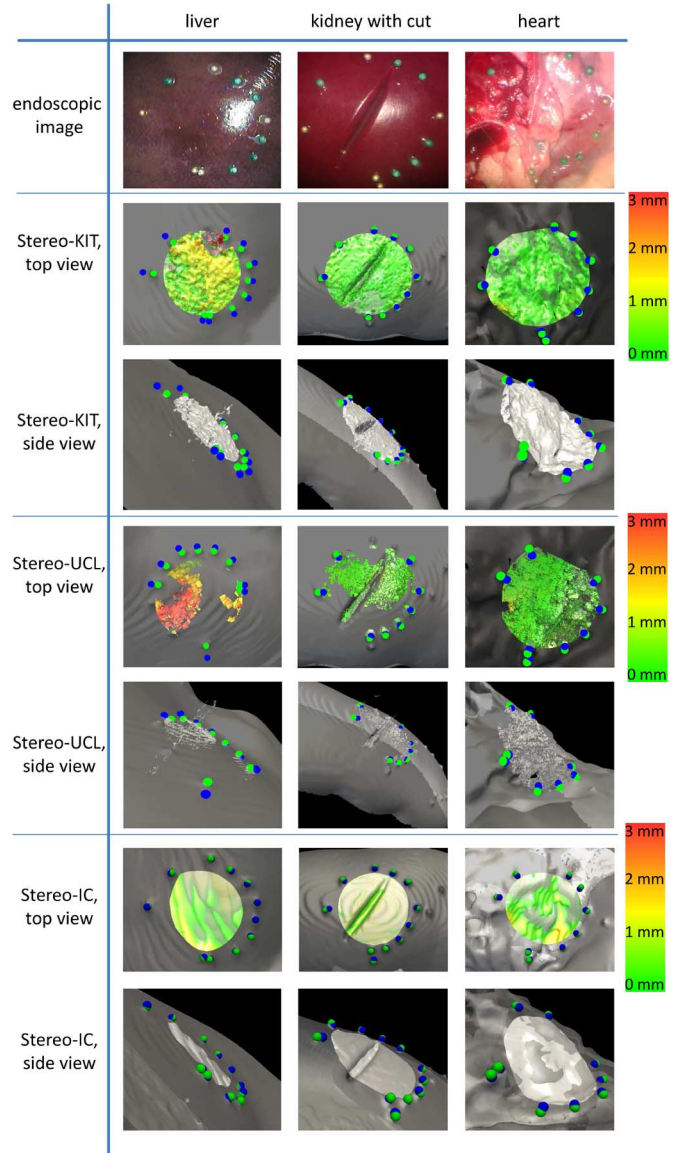 liver
kidney with cut
heart
endoscopic
image
Stereo-KIT,
top view
3 mm
2 mm
1 mm
0 mm
Stereo-KIT,
side view
Stereo-UCL,
top view
3 mm
2 mm
1 mm
0 mm
Stereo-UCL,
side view
Stereo-IC,
top view
3 mm
2 mm
1 mm
0 mm
Stereo-IC,
side view